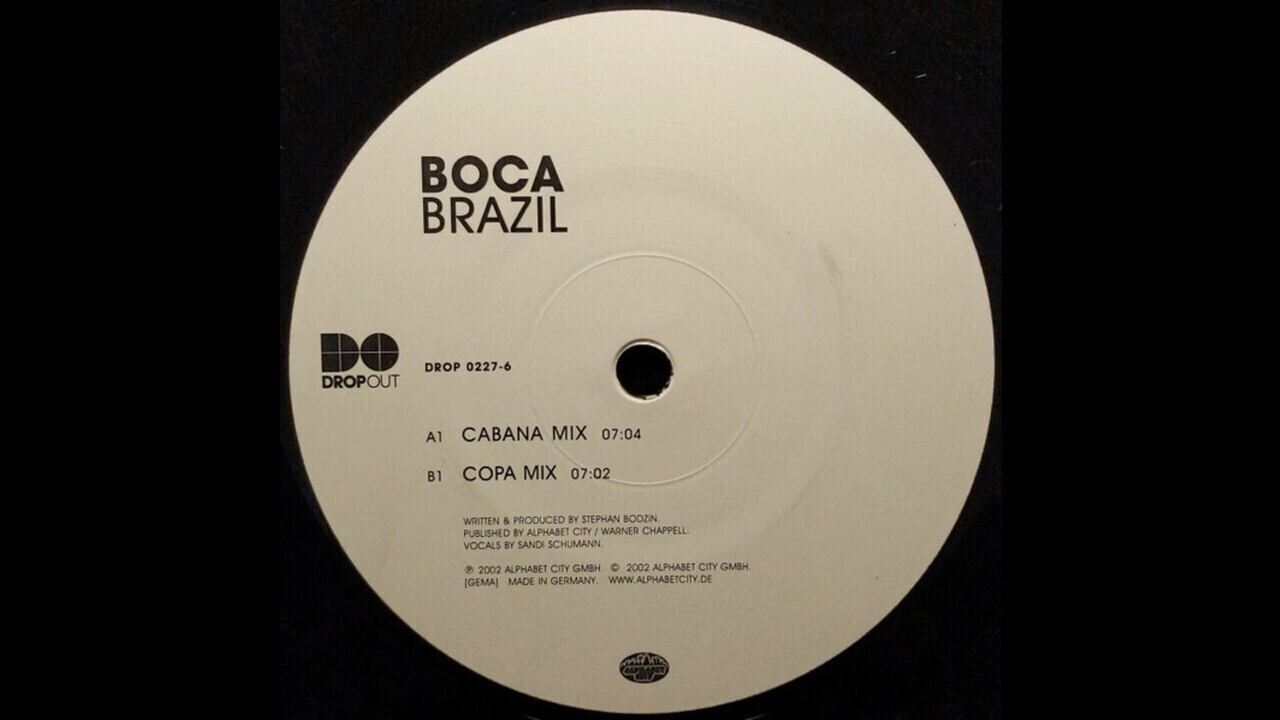 BOCA
BRAZIL
DO
DROPOUT
DROP 0227-6
A1 CABANA MIX 07:04
B1 COPA MIX 07:02
WRITTEN & PRODUCED BY STEPHAN BODZIN.
PUBLISHED BY ALPHABET CITY / WARNER CHAPPELL.
VOCALS BY SANDI SCHUMANN.
℗ 2002 ALPHABET CITY GMBH. © 2002 ALPHABET CITY GMBH.
[GEMA] MADE IN GERMANY. WWW.ALPHABETCITY.DE
ALPHABET
CITY